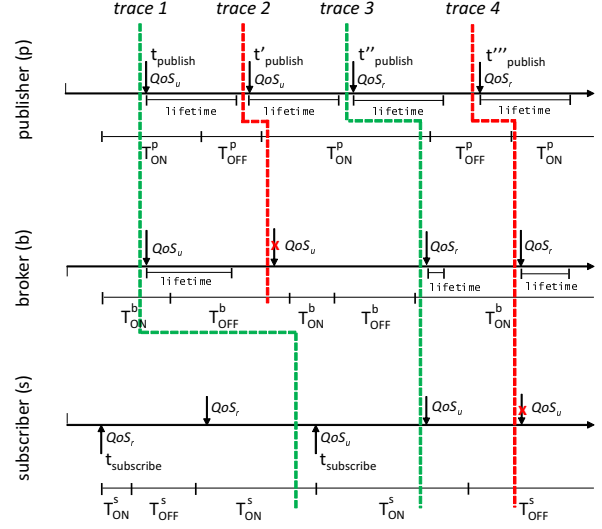 trace 1 trace 2 trace 3 trace 4
publisher (p)
t_publish t'_publish t''_publish t'''_publish
QoS_u QoS_u QoS_r QoS_r
lifetime lifetime lifetime lifetime
T^p_ON T^p_OFF T^p_ON T^p_OFF T^p_ON
broker (b)
QoS_u x QoS_u QoS_r QoS_r
lifetime lifetime lifetime
T^b_ON T^b_OFF T^b_ON T^b_OFF T^b_ON
subscriber (s)
QoS_r QoS_u x QoS_u
QoS_r QoS_u
t_subscribe t_subscribe
T^s_ON T^s_OFF T^s_ON T^s_ON T^s_OFF